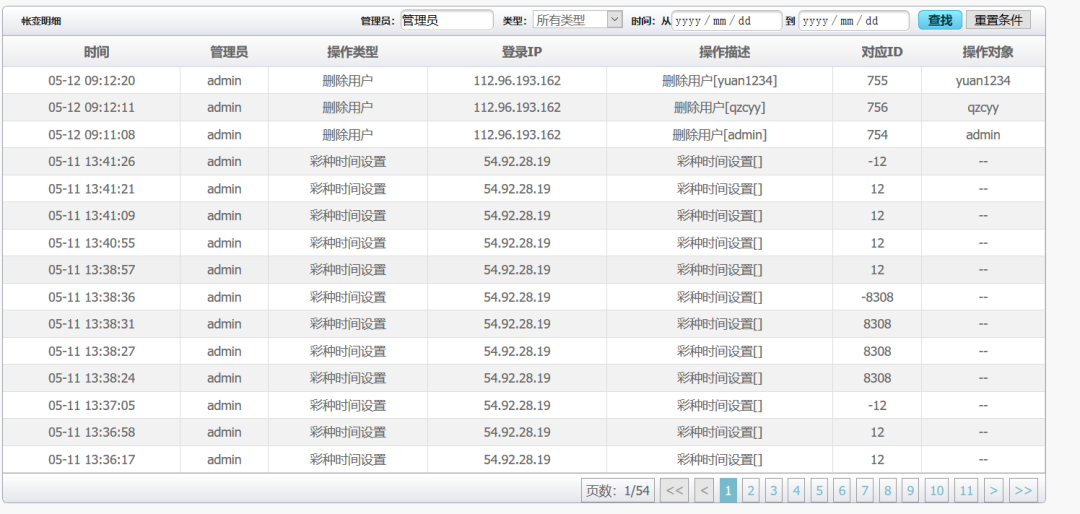 帐变明细 管理员: 管理员 类型: 所有类型 时间: 从 yyyy / mm / dd 到 yyyy / mm / dd 查找 重置条件
时间 管理员 操作类型 登录IP 操作描述 对应ID 操作对象
05-12 09:12:20 admin 删除用户 112.96.193.162 删除用户[yuan1234] 755 yuan1234
05-12 09:12:11 admin 删除用户 112.96.193.162 删除用户[qzcyy] 756 qzcyy
05-12 09:11:08 admin 删除用户 112.96.193.162 删除用户[admin] 754 admin
05-11 13:41:26 admin 彩种时间设置 54.92.28.19 彩种时间设置[] -12 --
05-11 13:41:21 admin 彩种时间设置 54.92.28.19 彩种时间设置[] 12 --
05-11 13:41:09 admin 彩种时间设置 54.92.28.19 彩种时间设置[] 12 --
05-11 13:40:55 admin 彩种时间设置 54.92.28.19 彩种时间设置[] 12 --
05-11 13:38:57 admin 彩种时间设置 54.92.28.19 彩种时间设置[] 12 --
05-11 13:38:36 admin 彩种时间设置 54.92.28.19 彩种时间设置[] -8308 --
05-11 13:38:31 admin 彩种时间设置 54.92.28.19 彩种时间设置[] 8308 --
05-11 13:38:27 admin 彩种时间设置 54.92.28.19 彩种时间设置[] 8308 --
05-11 13:38:24 admin 彩种时间设置 54.92.28.19 彩种时间设置[] 8308 --
05-11 13:37:05 admin 彩种时间设置 54.92.28.19 彩种时间设置[] -12 --
05-11 13:36:58 admin 彩种时间设置 54.92.28.19 彩种时间设置[] 12 --
05-11 13:36:17 admin 彩种时间设置 54.92.28.19 彩种时间设置[] 12 --
页数: 1/54 << < 1 2 3 4 5 6 7 8 9 10 11 > >>